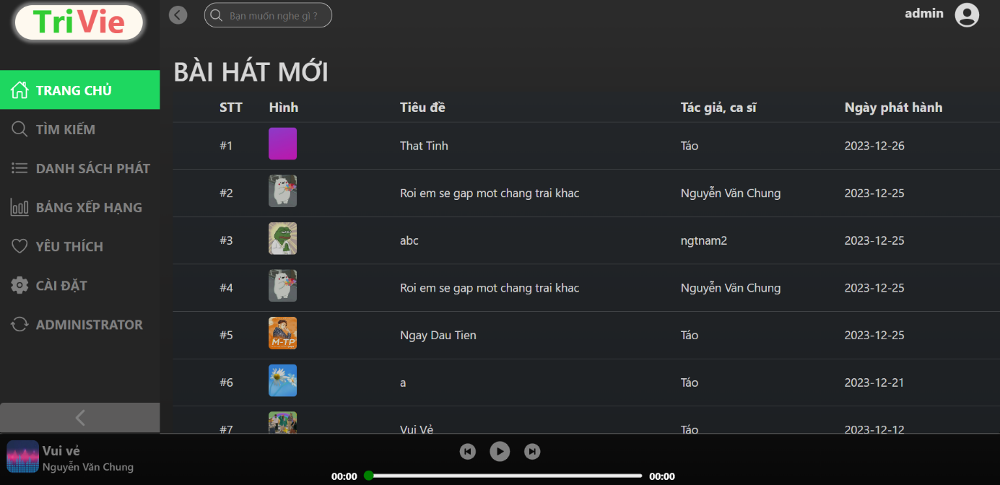 TriVie
Bạn muốn nghe gì ?
admin
TRANG CHỦ
TÌM KIẾM
DANH SÁCH PHÁT
BẢNG XẾP HẠNG
YÊU THÍCH
CÀI ĐẶT
ADMINISTRATOR
BÀI HÁT MỚI
STT Hình Tiêu đề Tác giả, ca sĩ Ngày phát hành
#1 That Tinh Táo 2023-12-26
#2 Roi em se gap mot chang trai khac Nguyễn Văn Chung 2023-12-25
#3 abc ngtnam2 2023-12-25
#4 Roi em se gap mot chang trai khac Nguyễn Văn Chung 2023-12-25
#5 M-TP Ngay Dau Tien Táo 2023-12-25
#6 a Táo 2023-12-21
#7 Vui Vẻ Táo 2023-12-12
Vui vẻ
Nguyễn Văn Chung
00:00 00:00